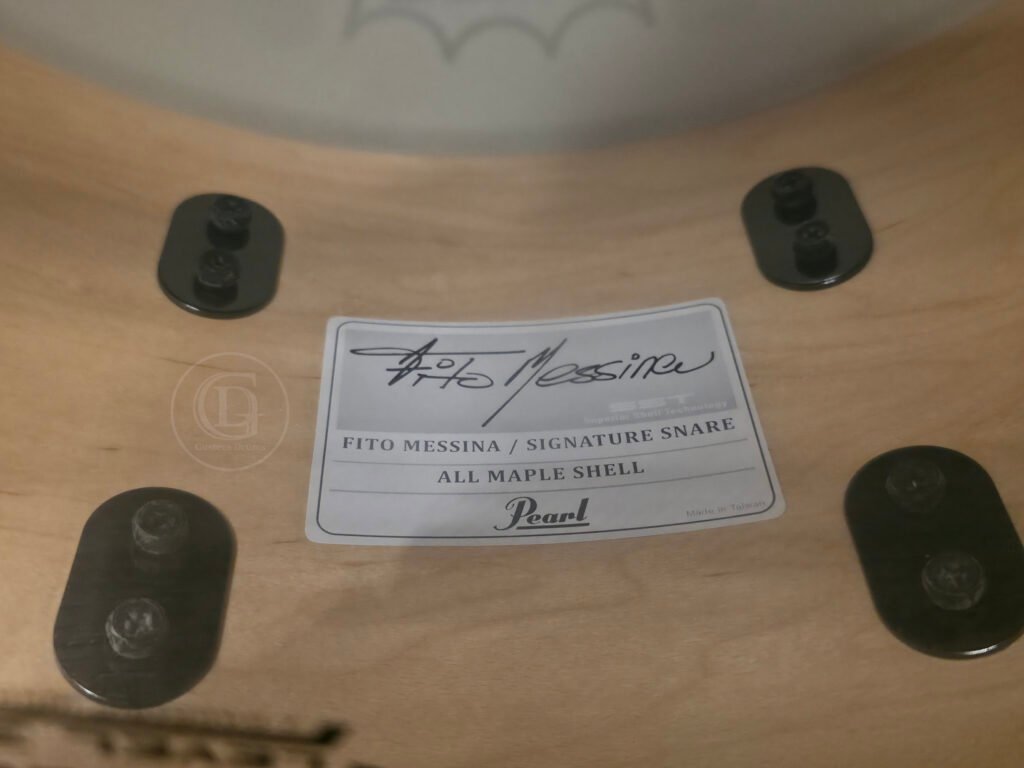 Fito Messina
SST
Superior Shell Technology
FITO MESSINA / SIGNATURE SNARE
ALL MAPLE SHELL
Pearl
Made in Taiwan